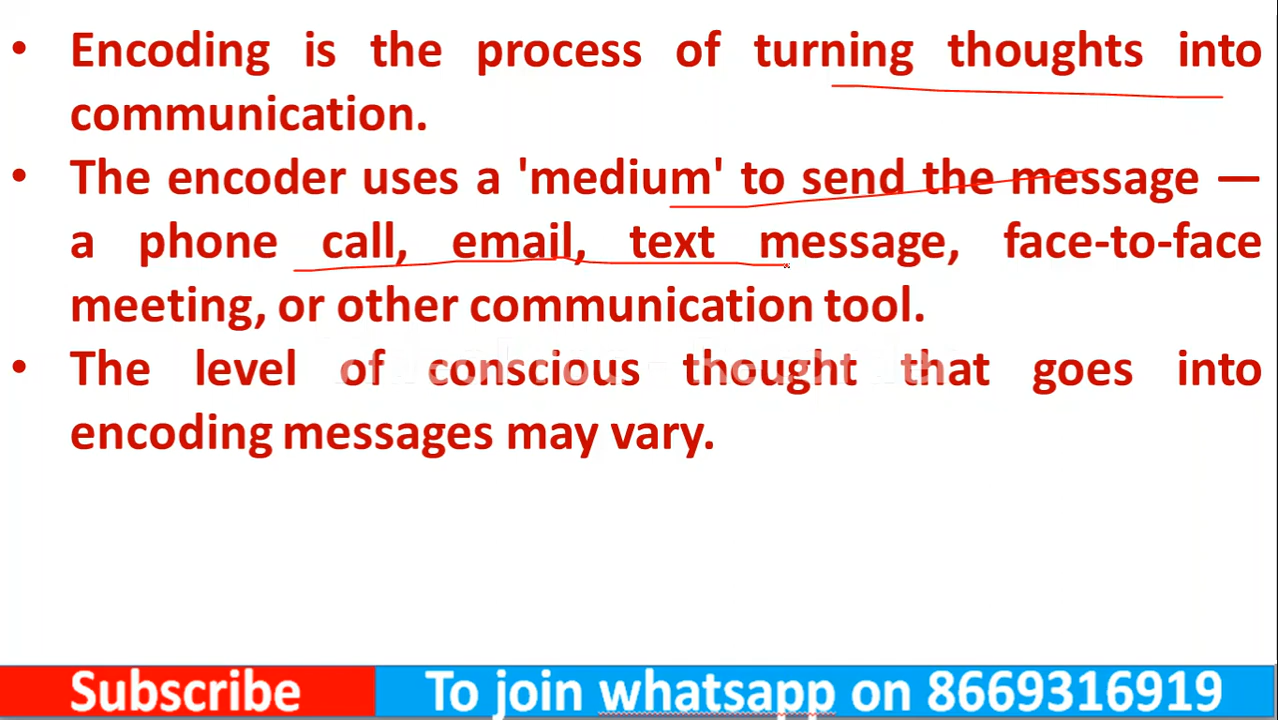 • Encoding is the process of turning thoughts into
communication.
• The encoder uses a 'medium' to send the message —
a phone call, email, text message, face-to-face
meeting, or other communication tool.
• The level of conscious thought that goes into
encoding messages may vary.
Subscribe To join whatsapp on 8669316919